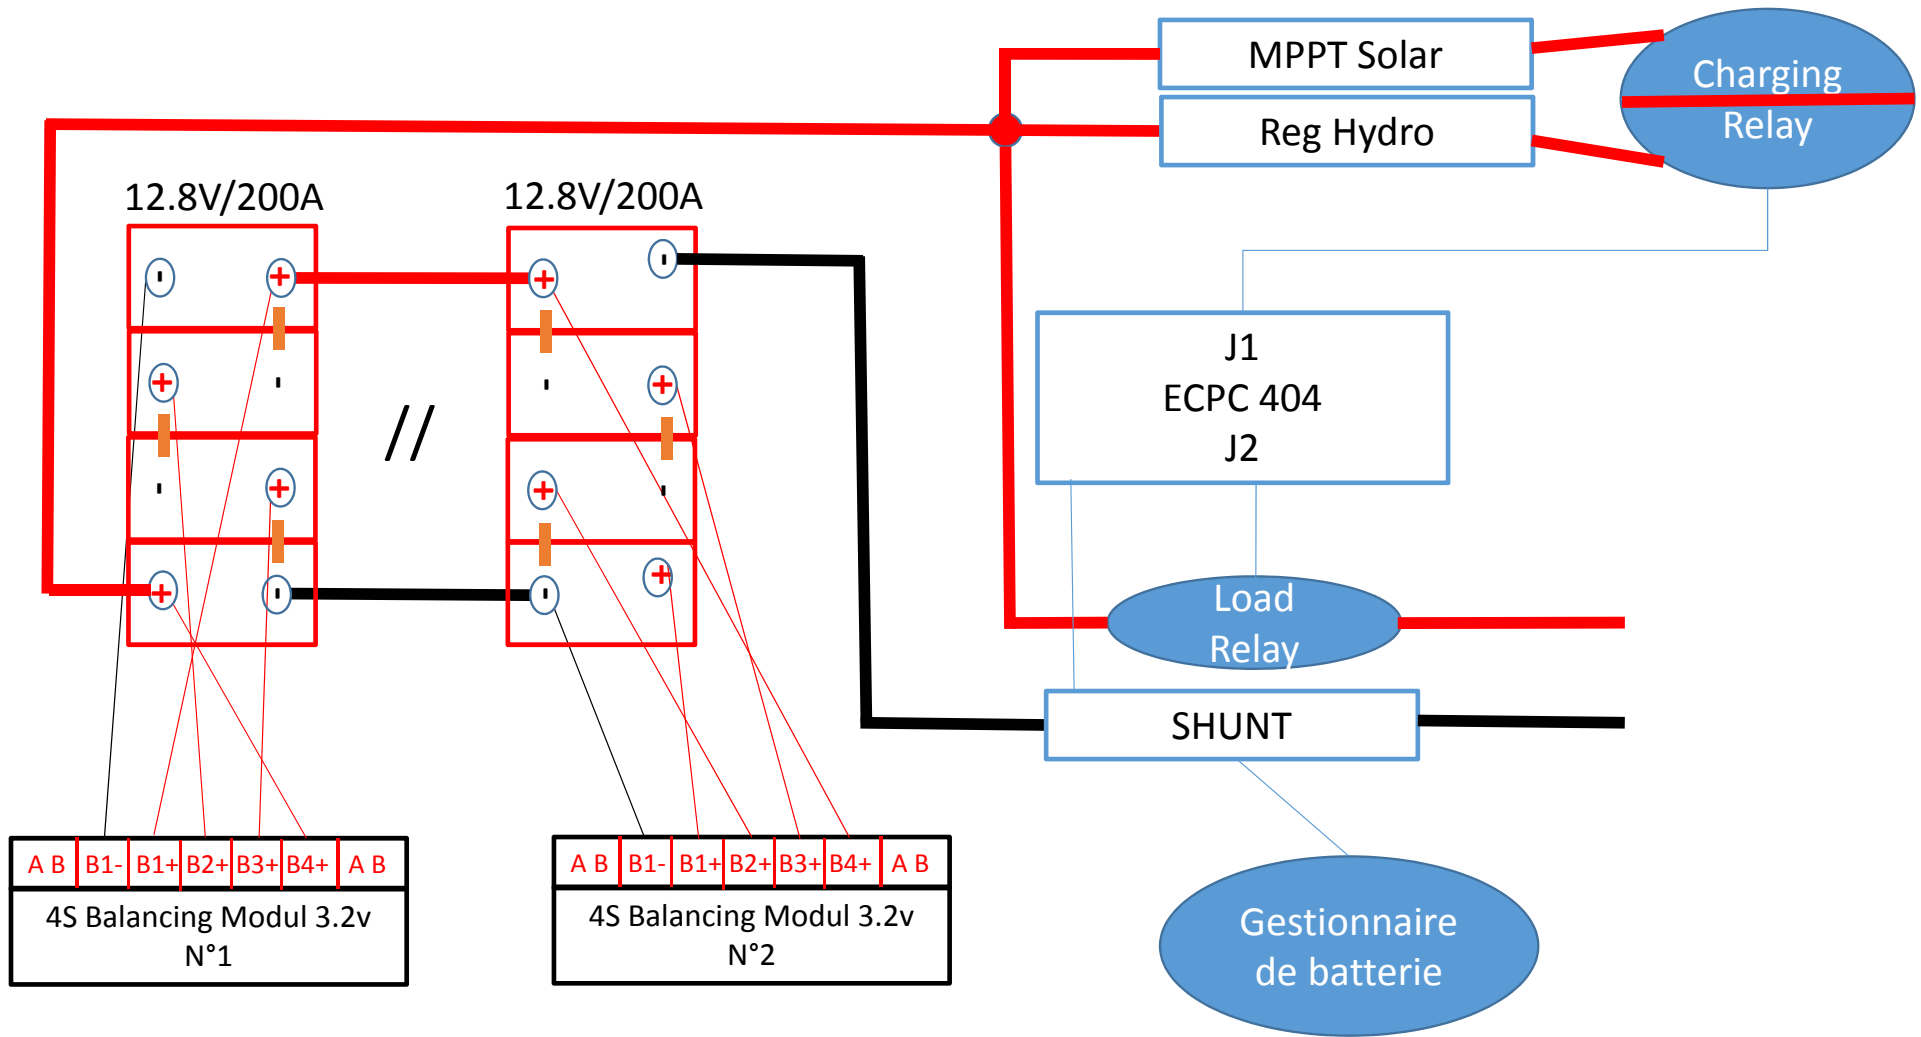 MPPT Solar
Charging
Relay
Reg Hydro
12.8V/200A
12.8V/200A
- +
+ -
+ -
- +
- +
+ -
+ -
- +
//
J1
ECPC 404
J2
Load
Relay
SHUNT
A B B1- B1+ B2+ B3+ B4+ A B
4S Balancing Modul 3.2v
N°1
A B B1- B1+ B2+ B3+ B4+ A B
4S Balancing Modul 3.2v
N°2
Gestionnaire
de batterie